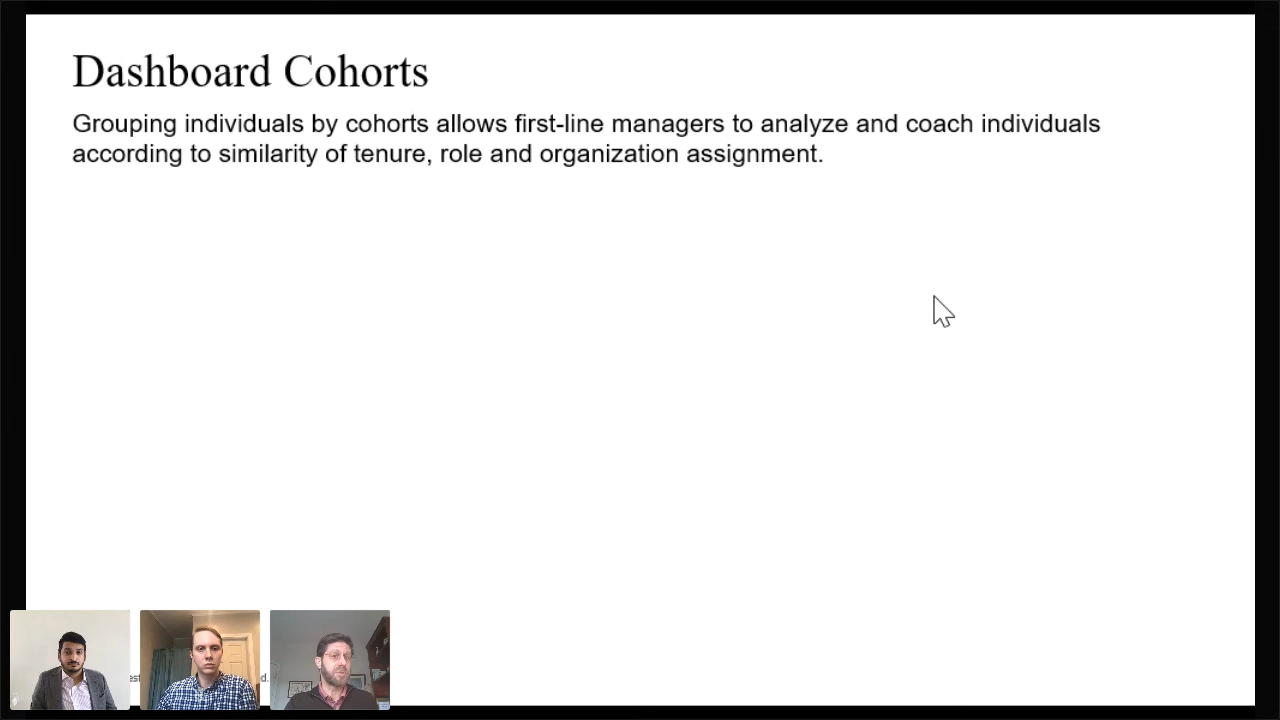 Dashboard Cohorts
Grouping individuals by cohorts allows first-line managers to analyze and coach individuals
according to similarity of tenure, role and organization assignment.